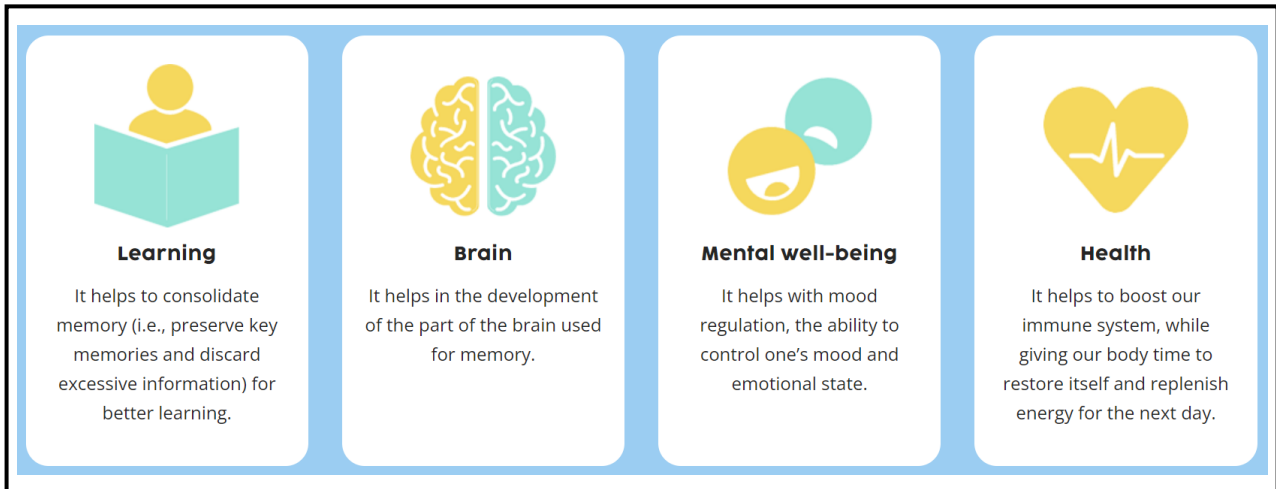 Learning
It helps to consolidate
memory (i.e., preserve key
memories and discard
excessive information) for
better learning.
Brain
It helps in the development
of the part of the brain used
for memory.
Mental well-being
It helps with mood
regulation, the ability to
control one’s mood and
emotional state.
Health
It helps to boost our
immune system, while
giving our body time to
restore itself and replenish
energy for the next day.